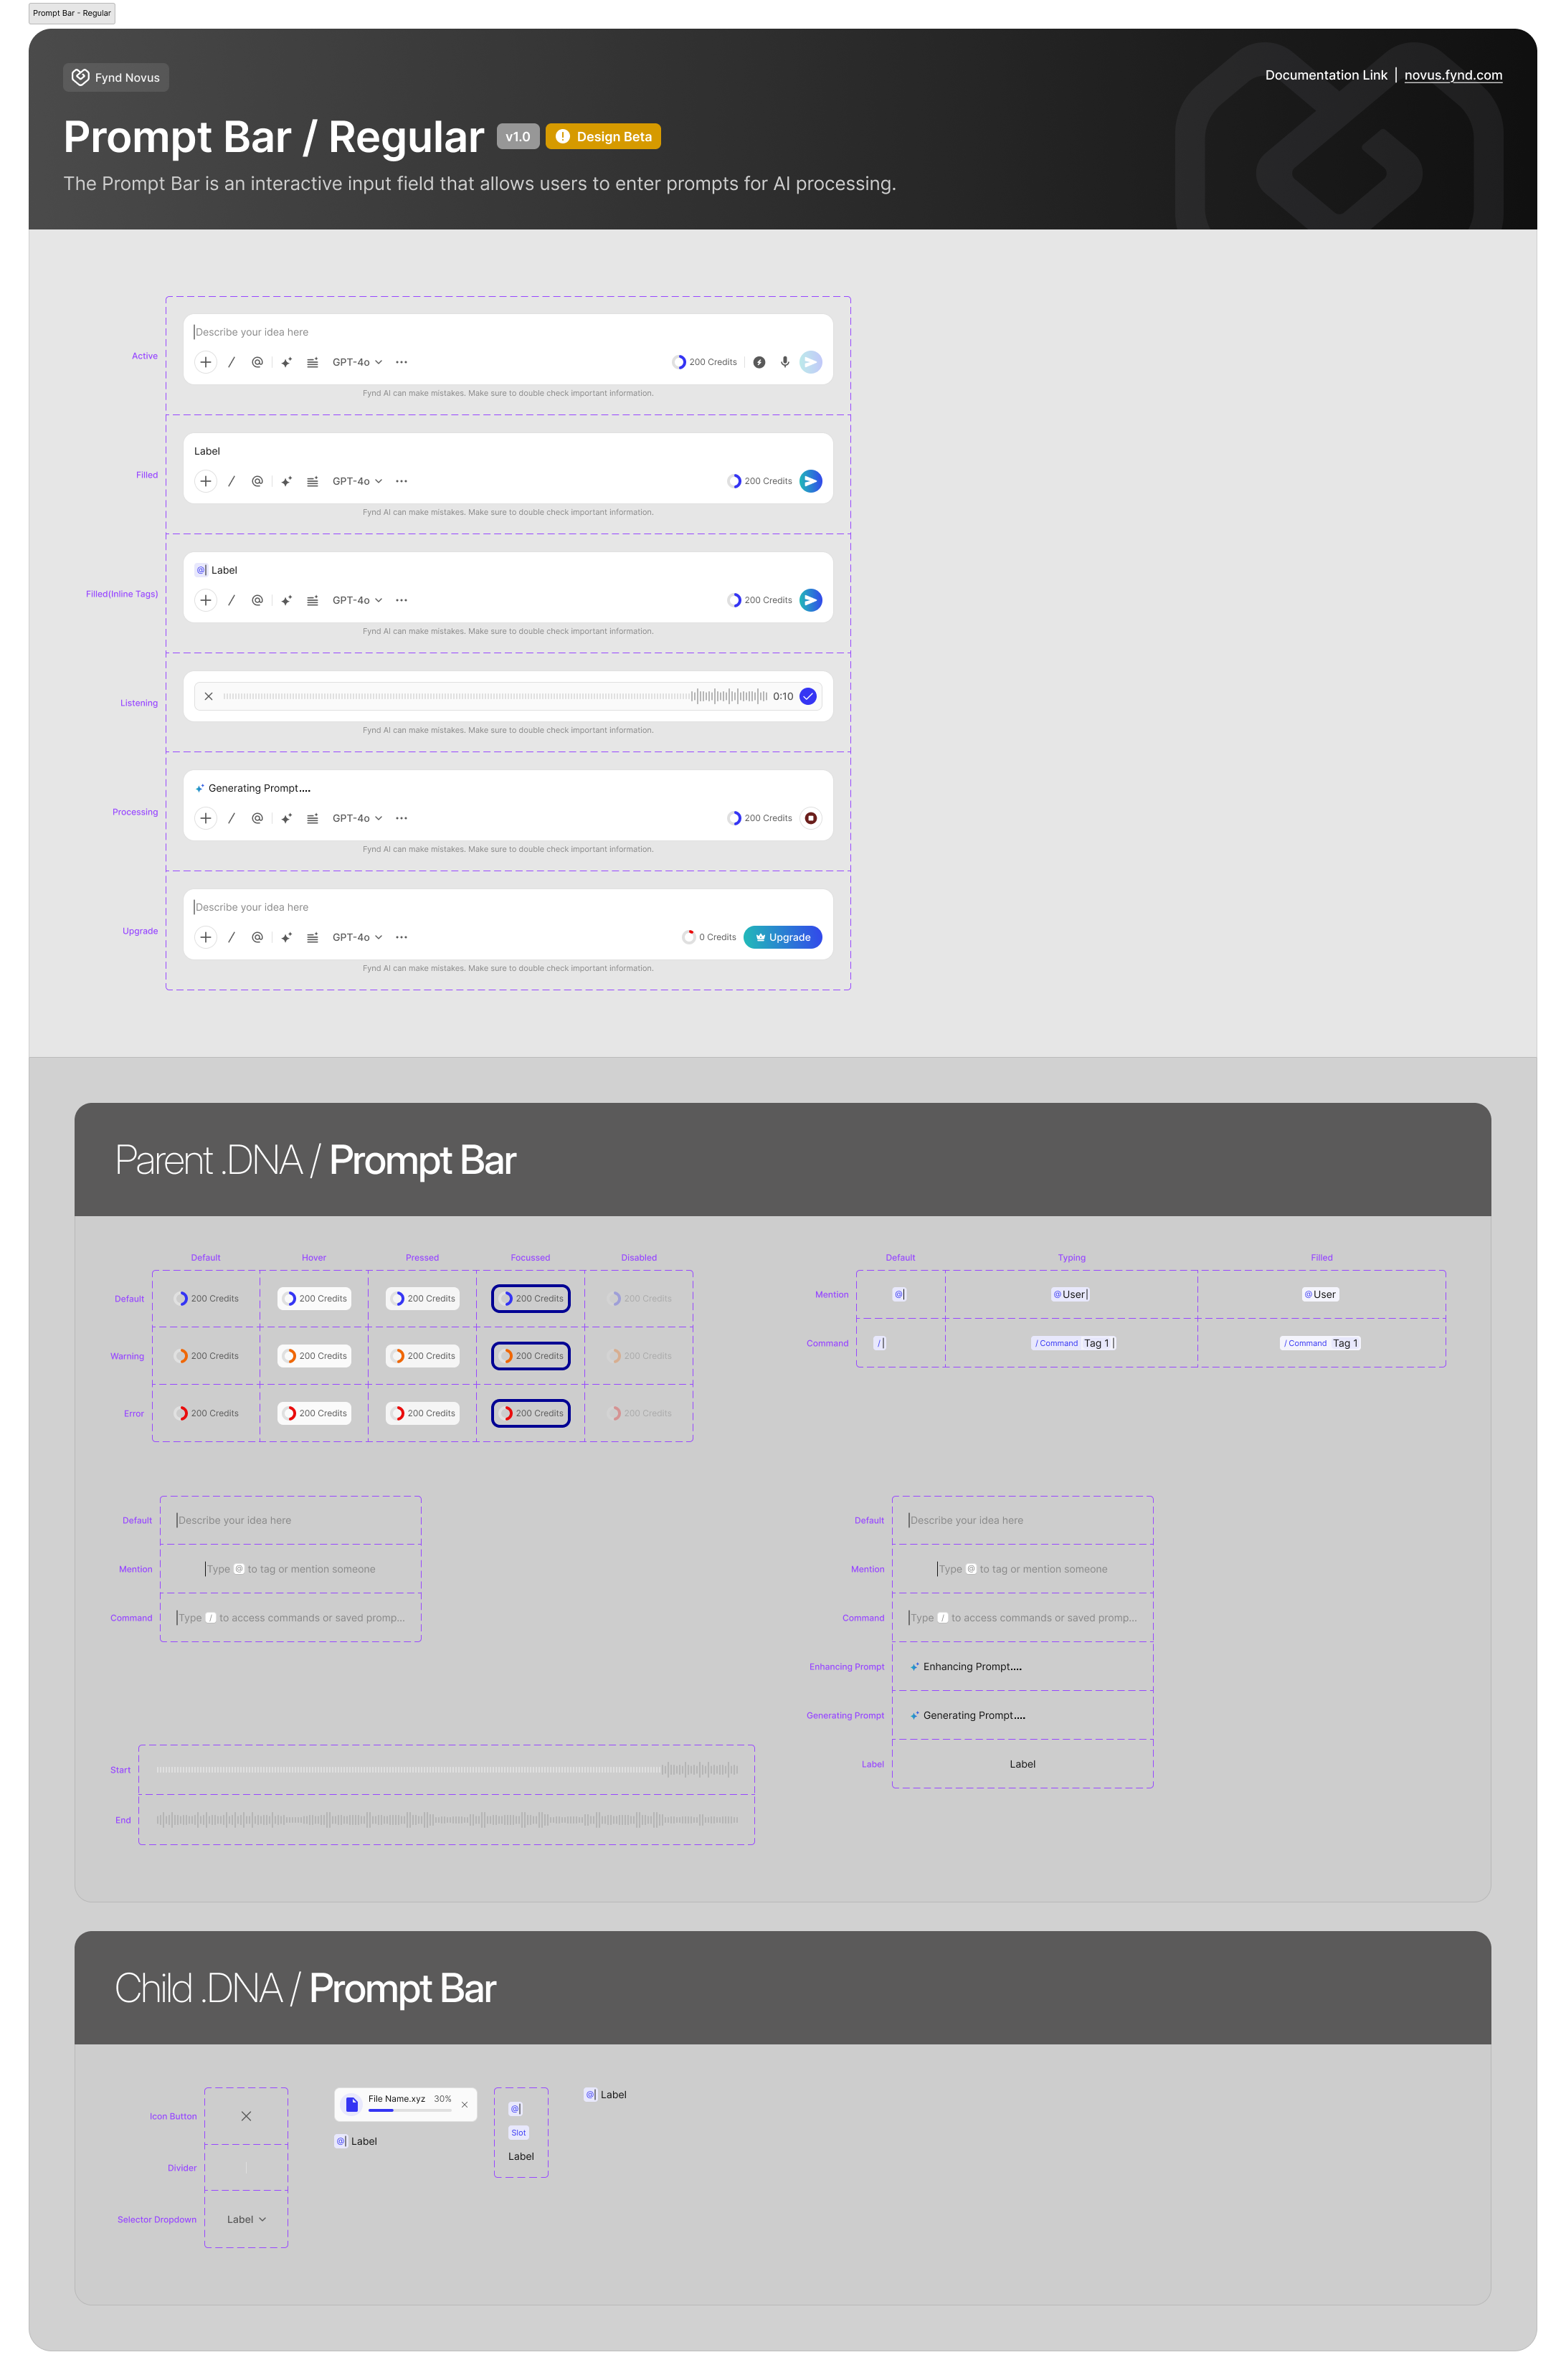 Prompt Bar - Regular
Fynd Novus
Documentation Link | novus.fynd.com
Prompt Bar / Regular v1.0 Design Beta
The Prompt Bar is an interactive input field that allows users to enter prompts for AI processing.
Active
Describe your idea here
/ @ GPT-4o 200 Credits
Fynd AI can make mistakes. Make sure to double check important information.
Filled
Label
/ @ GPT-4o 200 Credits
Fynd AI can make mistakes. Make sure to double check important information.
Filled(Inline Tags)
@ Label
/ @ GPT-4o 200 Credits
Fynd AI can make mistakes. Make sure to double check important information.
Listening
0:10
Fynd AI can make mistakes. Make sure to double check important information.
Processing
Generating Prompt....
/ @ GPT-4o 200 Credits
Fynd AI can make mistakes. Make sure to double check important information.
Upgrade
Describe your idea here
/ @ GPT-4o 0 Credits Upgrade
Fynd AI can make mistakes. Make sure to double check important information.
Parent .DNA / Prompt Bar
Default Hover Pressed Focussed Disabled
Default 200 Credits 200 Credits 200 Credits 200 Credits 200 Credits
Warning 200 Credits 200 Credits 200 Credits 200 Credits 200 Credits
Error 200 Credits 200 Credits 200 Credits 200 Credits 200 Credits
Default Typing Filled
Mention @ @User @User
Command / / Command Tag 1 / Command Tag 1
Default Describe your idea here
Mention Type @ to tag or mention someone
Command Type / to access commands or saved promp...
Default Describe your idea here
Mention Type @ to tag or mention someone
Command Type / to access commands or saved promp...
Enhancing Prompt Enhancing Prompt....
Generating Prompt Generating Prompt....
Label Label
Start
End
Child .DNA / Prompt Bar
Icon Button
Divider
Selector Dropdown Label
File Name.xyz 30%
@ Label
@
Slot
Label
@ Label